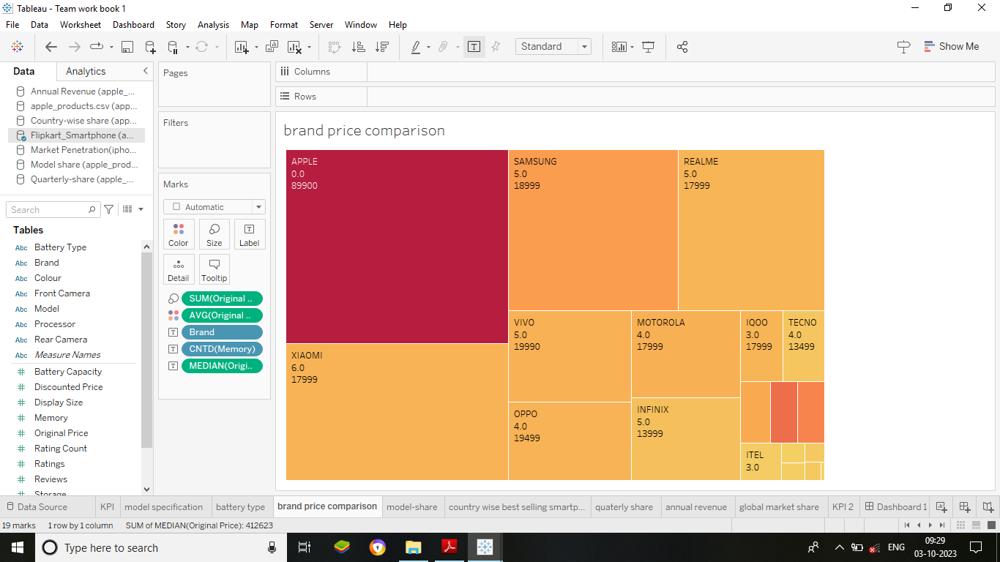 Tableau - Team work book 1
File Data Worksheet Dashboard Story Analysis Map Format Server Window Help
Standard
Show Me
Data Analytics
Annual Revenue (apple_...
apple_products.csv (app...
Country-wise share (app...
Flipkart_Smartphone (a...
Market Penetration(ipho...
Model share (apple_prod...
Quarterly-share (apple_...
Search
Tables
Abc Battery Type
Abc Brand
Abc Colour
Abc Front Camera
Abc Model
Abc Processor
Abc Rear Camera
Abc Measure Names
# Battery Capacity
# Discounted Price
# Display Size
# Memory
# Original Price
# Rating Count
# Ratings
# Reviews
# Storage
Pages
Filters
Marks
Automatic
Color Size Label
Detail Tooltip
SUM(Original ..
AVG(Original ..
Brand
CNTD(Memory)
MEDIAN(Origi..
Columns
Rows
brand price comparison
APPLE
0.0
89900
SAMSUNG
5.0
18999
REALME
5.0
17999
XIAOMI
6.0
17999
VIVO
5.0
19990
MOTOROLA
4.0
17999
IQOO
3.0
17999
TECNO
4.0
13499
OPPO
4.0
19499
INFINIX
5.0
13999
ITEL
3.0
Data Source KPI model specification battery type brand price comparison model-share country wise best selling smartp... quaterly share annual revenue global market share KPI 2 Dashboard 1
19 marks 1 row by 1 column SUM of MEDIAN(Original Price): 412623
Type here to search
ENG
09:29
03-10-2023